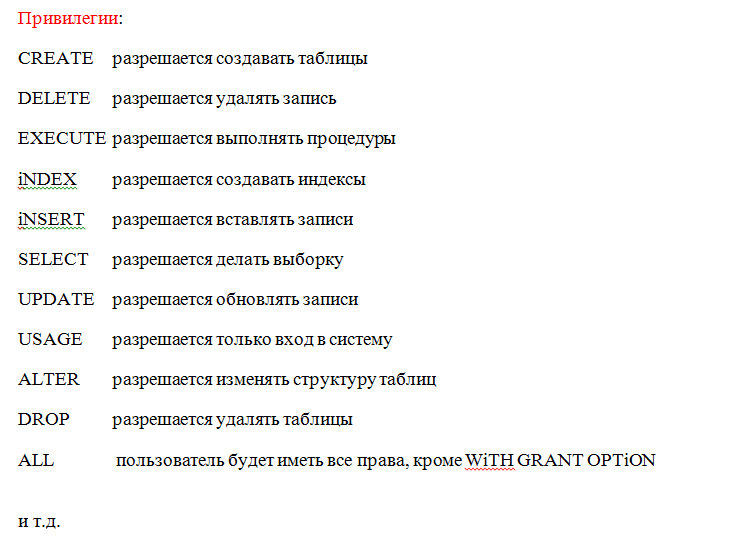 Привилегии:
CREATE разрешается создавать таблицы
DELETE разрешается удалять запись
EXECUTE разрешается выполнять процедуры
iNDEX разрешается создавать индексы
iNSERT разрешается вставлять записи
SELECT разрешается делать выборку
UPDATE разрешается обновлять записи
USAGE разрешается только вход в систему
ALTER разрешается изменять структуру таблиц
DROP разрешается удалять таблицы
ALL пользователь будет иметь все права, кроме WiTH GRANT OPTiON
и т.д.